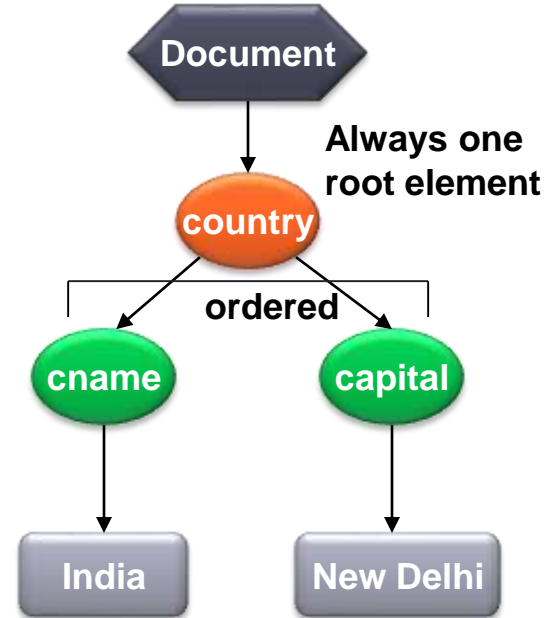 Document
Always one
root element
country
ordered
cname
capital
India
New Delhi